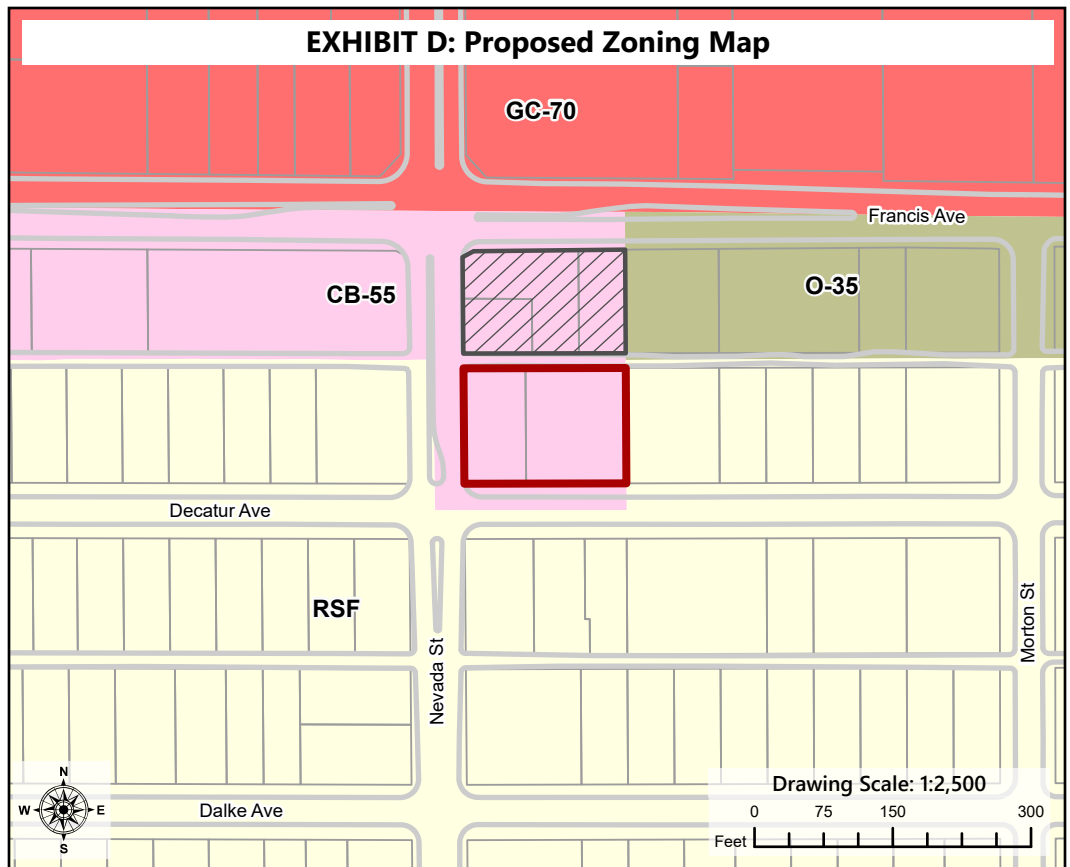 EXHIBIT D: Proposed Zoning Map
GC-70
Francis Ave
CB-55
O-35
Decatur Ave
RSF
Nevada St
Morton St
N
W
E
S
Dalke Ave
Drawing Scale: 1:2,500
0 75 150 300
Feet